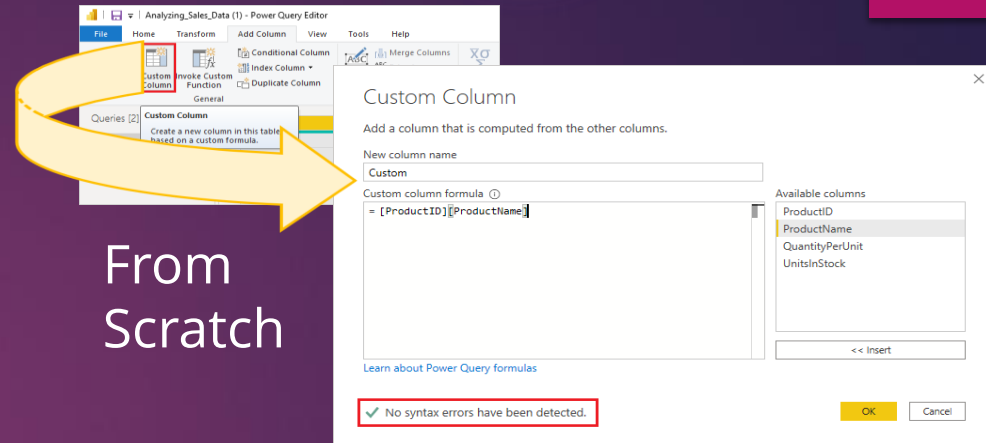 Analyzing_Sales_Data (1) - Power Query Editor
File Home Transform Add Column View Tools Help
Conditional Column
Index Column
Duplicate Column
Merge Columns
Custom Column
Invoke Custom Function
General
ABC
Χσ
Queries [2]
Custom Column
Create a new column in this table
based on a custom formula.
From
Scratch
Custom Column
Add a column that is computed from the other columns.
New column name
Custom
Custom column formula
= [ProductID][ProductName]
Available columns
ProductID
ProductName
QuantityPerUnit
UnitsInStock
<< Insert
Learn about Power Query formulas
No syntax errors have been detected.
OK
Cancel